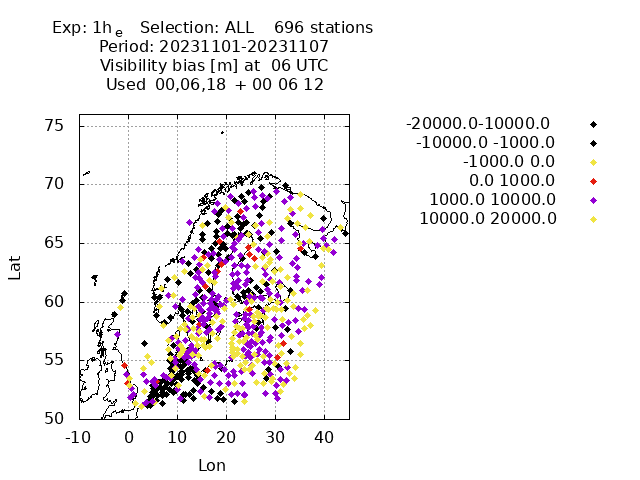 Exp: 1h e   Selection: ALL    696 stations
Period: 20231101-20231107
Visibility bias [m] at  06 UTC
Used  00,06,18  + 00 06 12
-20000.0-10000.0
-10000.0 -1000.0
-1000.0 0.0
0.0 1000.0
1000.0 10000.0
10000.0 20000.0
75
70
65
60
55
50
Lat
-10 0 10 20 30 40
Lon